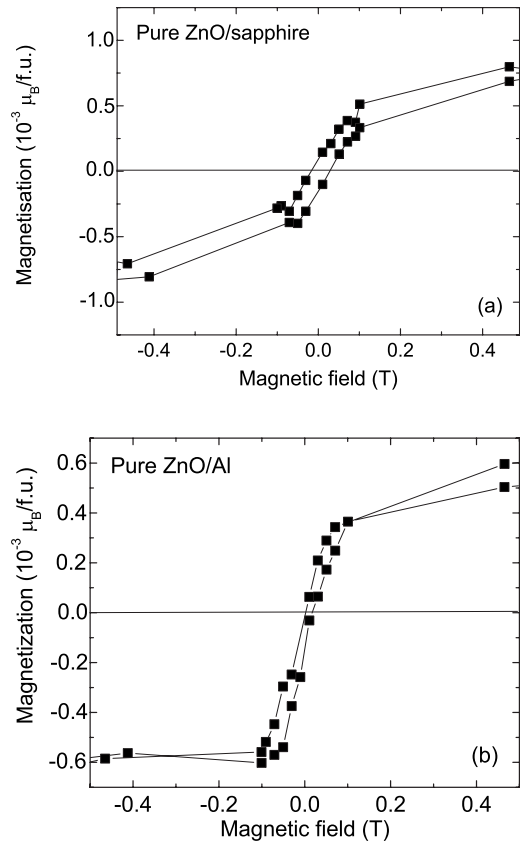 Pure ZnO/sapphire
1.0
0.5
0.0
-0.5
-1.0
Magnetisation (10⁻³ μ_B/f.u.)
(a)
-0.4 -0.2 0.0 0.2 0.4
Magnetic field (T)
Pure ZnO/Al
0.6
0.4
0.2
0.0
-0.2
-0.4
-0.6
Magnetization (10⁻³ μ_B/f.u.)
(b)
-0.4 -0.2 0.0 0.2 0.4
Magnetic field (T)